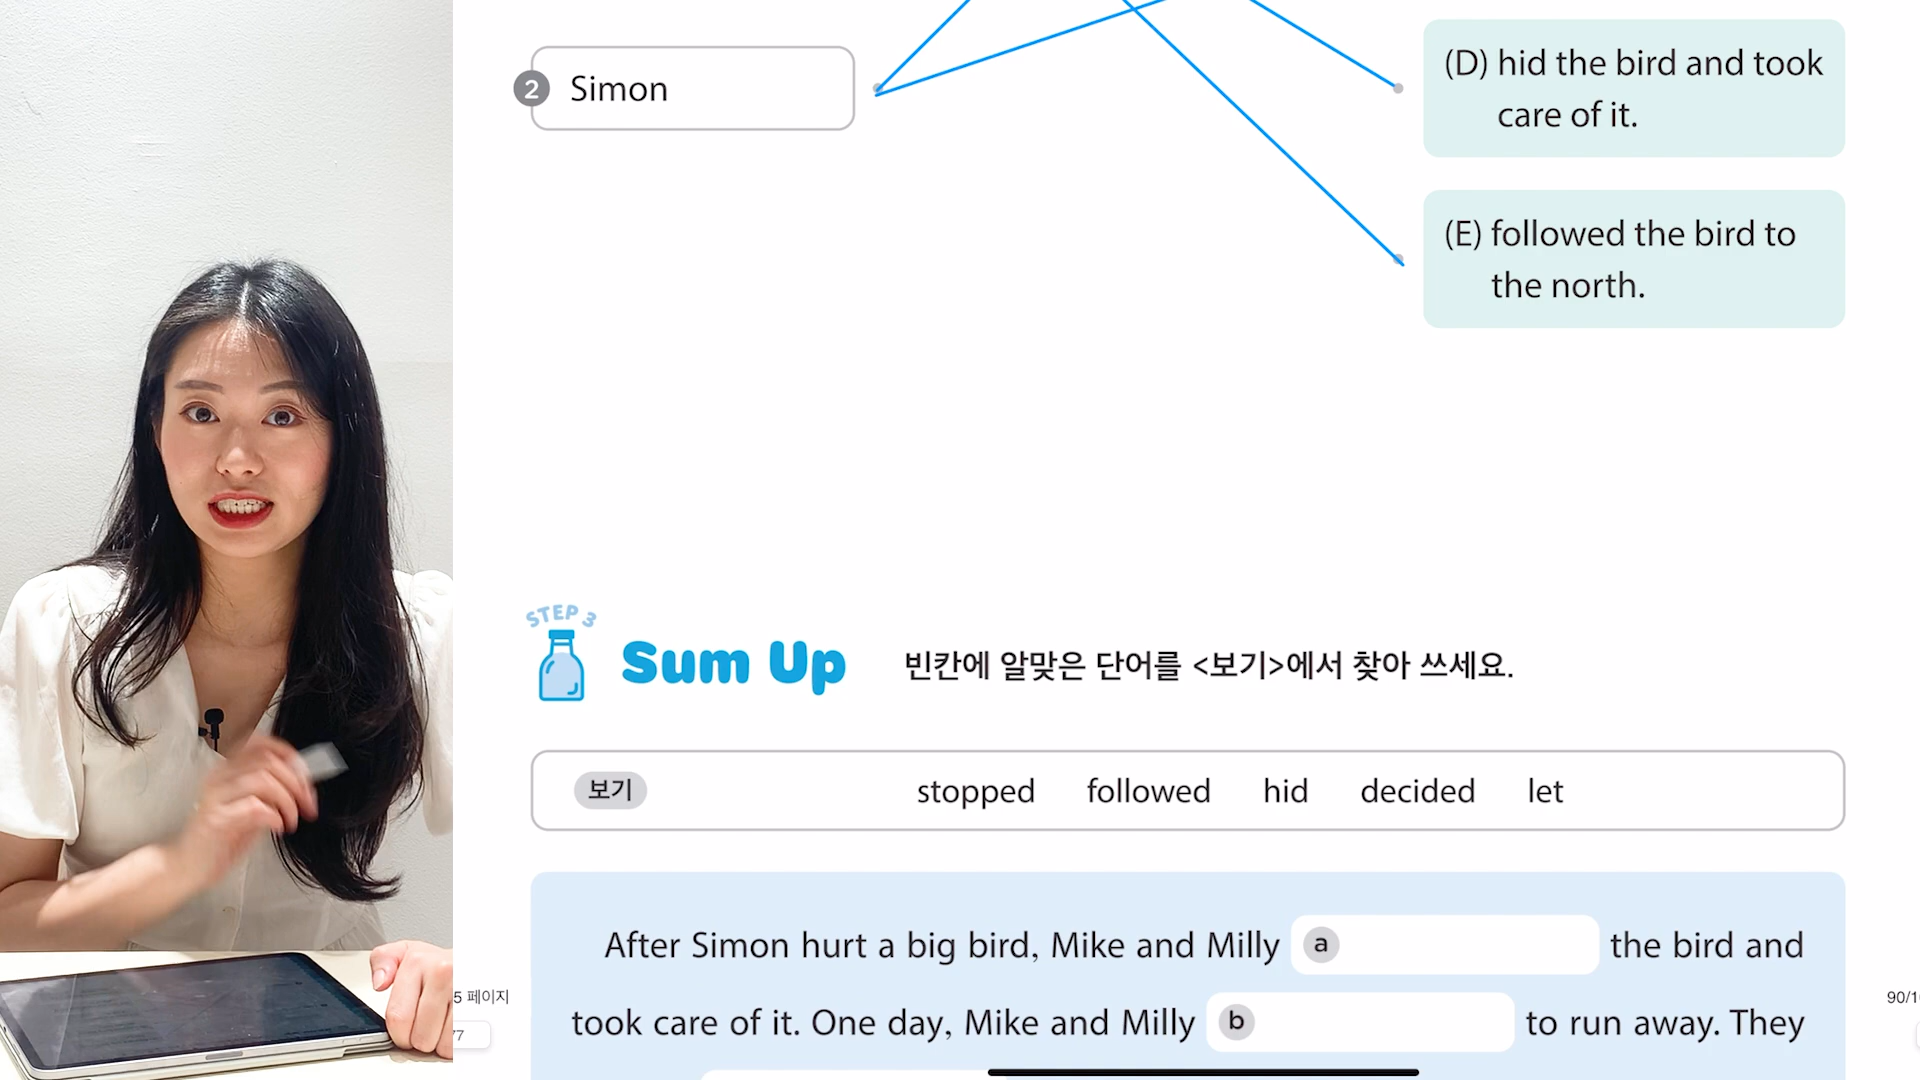 2 Simon
(D) hid the bird and took
care of it.
(E) followed the bird to
the north.
STEP 3
Sum Up
빈칸에 알맞은 단어를 <보기>에서 찾아 쓰세요.
보기 stopped followed hid decided let
After Simon hurt a big bird, Mike and Milly a the bird and
took care of it. One day, Mike and Milly b to run away. They
5 페이지
77
90/1